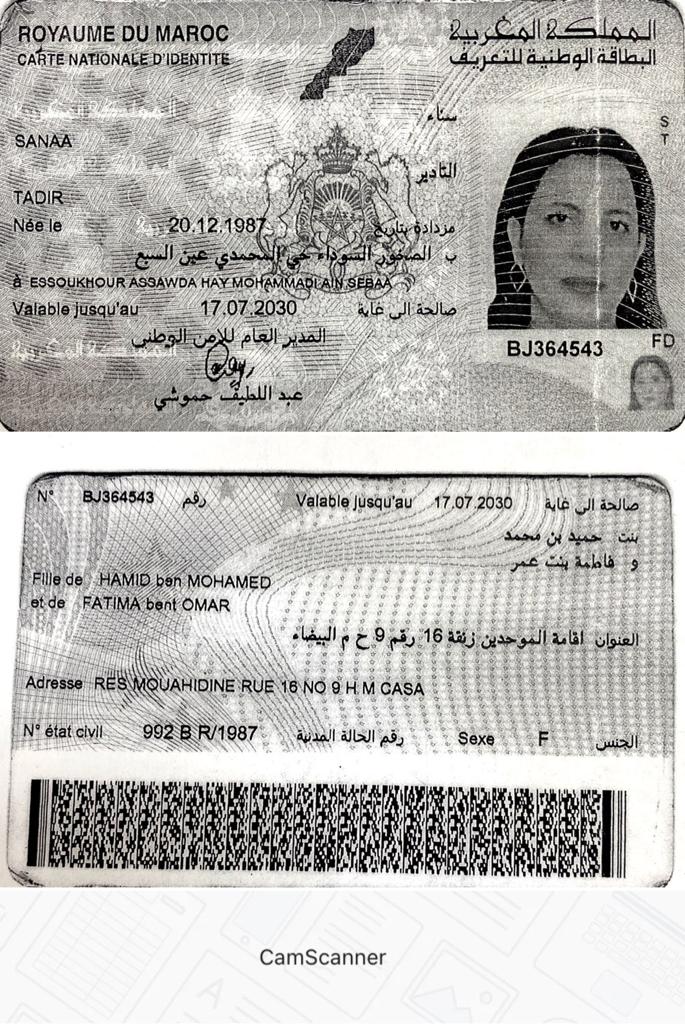 ROYAUME DU MAROC
المملكة المغربية
CARTE NATIONALE D'IDENTITE
البطاقة الوطنية للتعريف
سناء
SANAA
التادير
TADIR
Née le 20.12.1987 مزدادة بتاريخ
ب الصخور السوداء حي المحمدي عين السبع
à ESSOUKHOUR ASSAWDA HAY MOHAMMADI AIN SEBAA
Valable jusqu'au 17.07.2030 صالحة الى غاية
المدير العام للامن الوطني
عبد اللطيف حموشي
S
T
BJ364543
FD
N° BJ364543 رقم
Valable jusqu'au 17.07.2030 صالحة الى غاية
بنت حميد بن محمد
و فاطمة بنت عمر
Fille de HAMID ben MOHAMED
et de FATIMA bent OMAR
العنوان اقامة الموحدين زنقة 16 رقم 9 ح م البيضاء
Adresse RES MOUAHIDINE RUE 16 NO 9 H M CASA
N° état civil 992 B R/1987 رقم الحالة المدنية
Sexe F الجنس
CamScanner